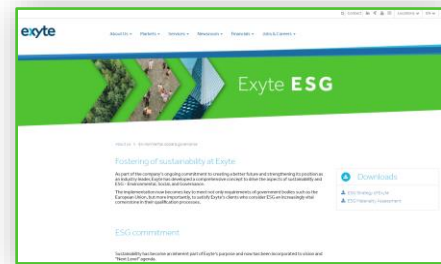 Contact Locations EN
exyte
About Us Markets Services Newsroom Financials Jobs & Careers
Exyte ESG
Fostering of sustainability at Exyte
As part of the company's ongoing commitment to creating a better future and strengthening its position as
an industry leader, Exyte has developed a comprehensive concept to drive the aspects of sustainability and
ESG - Environmental, Social, and Governance.
The implementation now becomes key to meet not only requirements of government bodies such as the
European Union, but more importantly, to satisfy Exyte's clients who consider ESG an increasingly vital
cornerstone in their qualification processes.
Downloads
ESG Strategy of Exyte
ESG Materiality Assessment
ESG commitment
Sustainability has become an inherent part of Exyte's purpose and now has been incorporated to vision and
"Next Level" agenda.